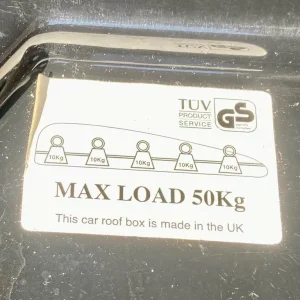 TÜV
PRODUCT
SERVICE
GS
10Kg 10Kg 10Kg 10Kg 10Kg
MAX LOAD 50Kg
This car roof box is made in the UK